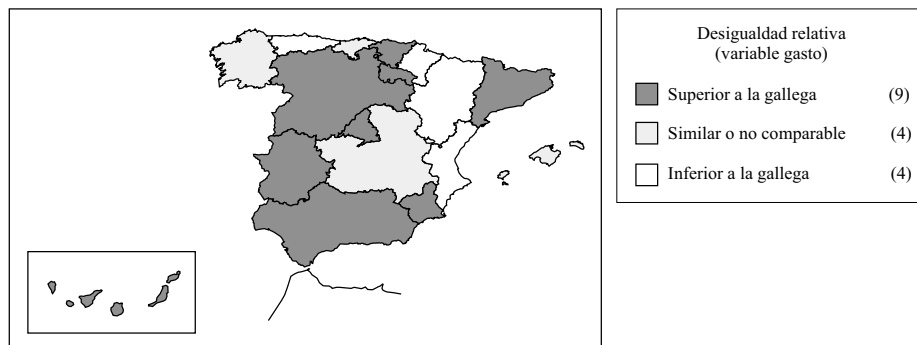 Desigualdad relativa
(variable gasto)
Superior a la gallega (9)
Similar o no comparable (4)
Inferior a la gallega (4)